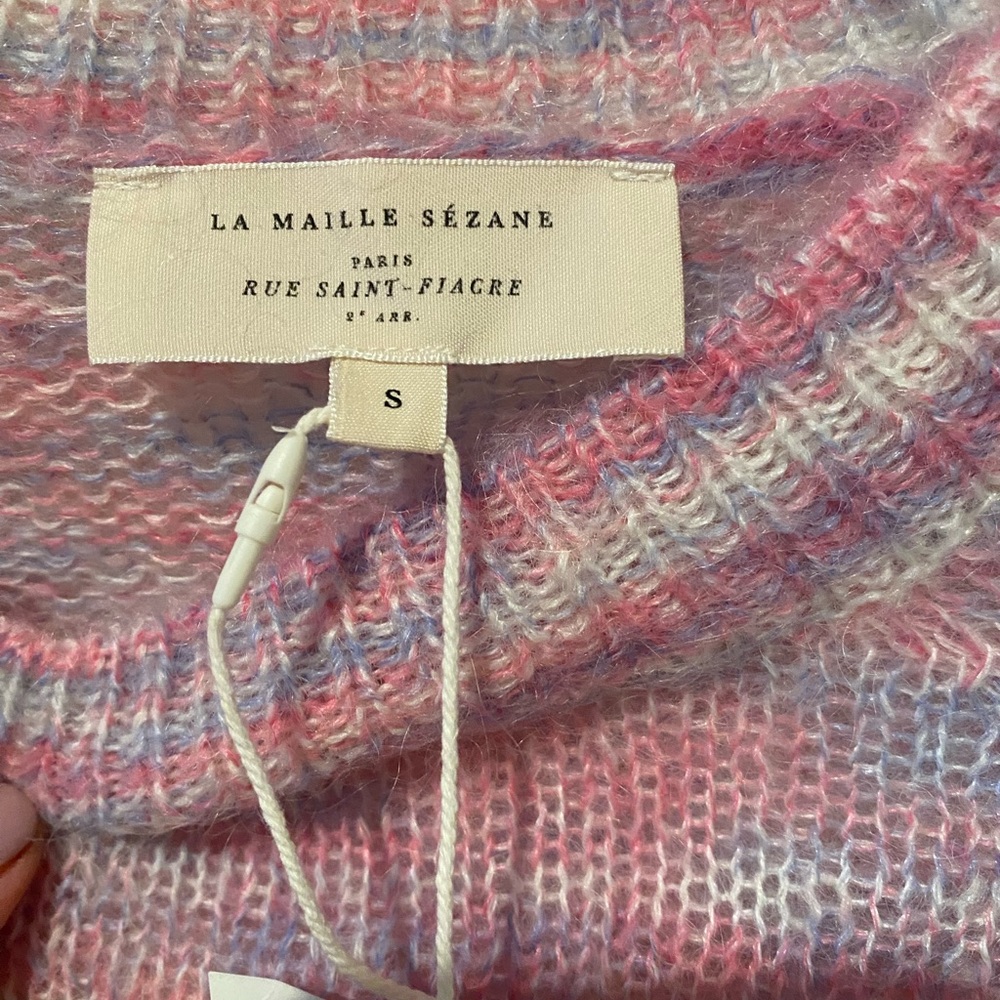 LA MAILLE SÉZANE
PARIS
RUE SAINT-FIACRE
2ᵉ ARR.
S